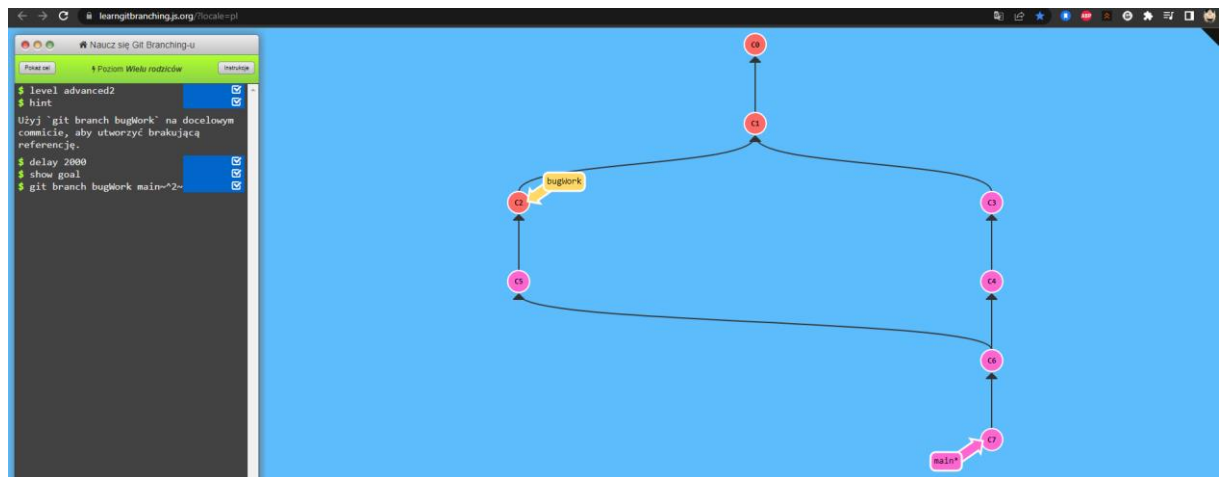 learngitbranching.js.org/?locale=pl
Naucz się Git Branching-u
Pokaż cel
Poziom Wielu rodziców
Instrukcje
$ level advanced2
$ hint
Użyj `git branch bugWork` na docelowym
commicie, aby utworzyć brakującą
referencję.
$ delay 2000
$ show goal
$ git branch bugWork main~^2~
C0
C1
bugWork
C2
C3
C5
C4
C6
C7
main*